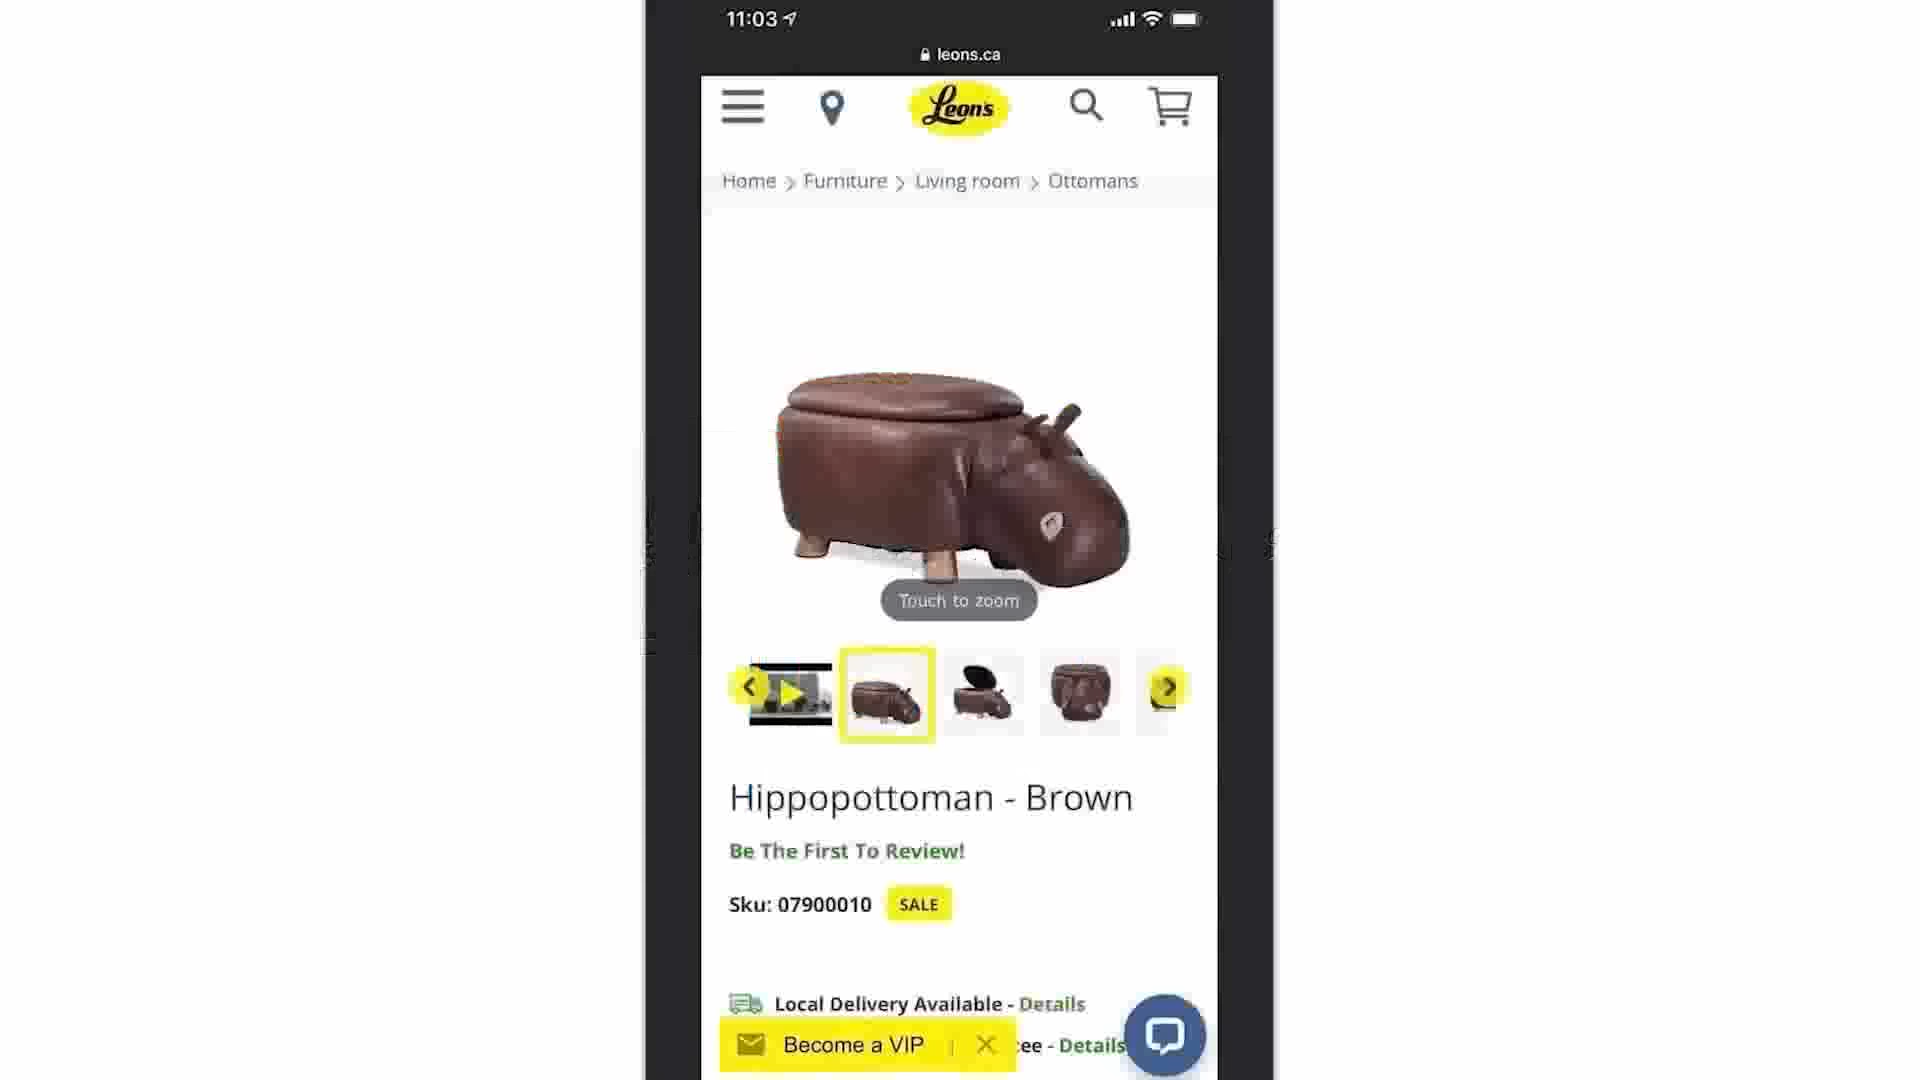 11:03
leons.ca
Leon's
Home > Furniture > Living room > Ottomans
Touch to zoom
Hippopottoman - Brown
Be The First To Review!
Sku: 07900010 SALE
Local Delivery Available - Details
Become a VIP | ee - Details